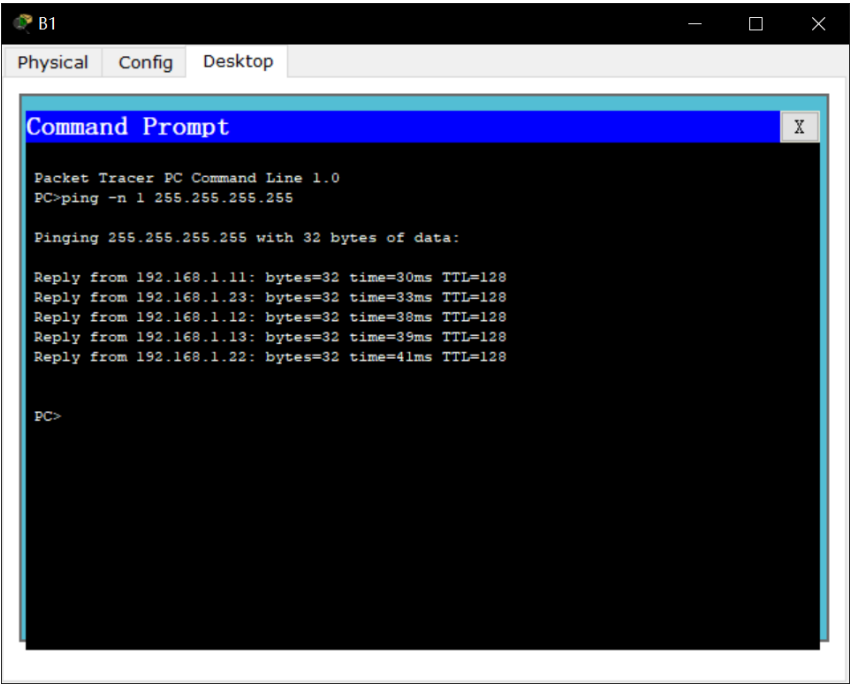 B1
Physical Config Desktop
Command Prompt X
Packet Tracer PC Command Line 1.0
PC>ping -n 1 255.255.255.255
Pinging 255.255.255.255 with 32 bytes of data:
Reply from 192.168.1.11: bytes=32 time=30ms TTL=128
Reply from 192.168.1.23: bytes=32 time=33ms TTL=128
Reply from 192.168.1.12: bytes=32 time=38ms TTL=128
Reply from 192.168.1.13: bytes=32 time=39ms TTL=128
Reply from 192.168.1.22: bytes=32 time=41ms TTL=128
PC>